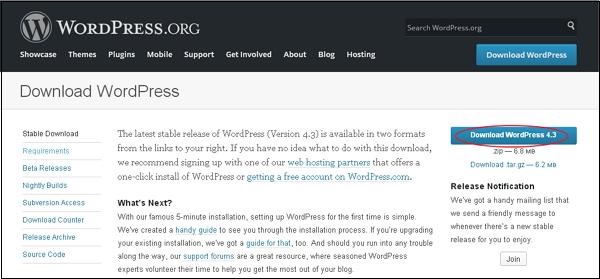 WORDPRESS.ORG
Search WordPress.org
Showcase Themes Plugins Mobile Support Get Involved About Blog Hosting
Download WordPress
Download WordPress
Stable Download
Requirements
Beta Releases
Nightly Builds
Subversion Access
Download Counter
Release Archive
Source Code
The latest stable release of WordPress (Version 4.3) is available in two formats
from the links to your right. If you have no idea what to do with this download,
we recommend signing up with one of our web hosting partners that offers a
one-click install of WordPress or getting a free account on WordPress.com.
What's Next?
With our famous 5-minute installation, setting up WordPress for the first time is simple.
We've created a handy guide to see you through the installation process. If you're upgrading
your existing installation, we've got a guide for that, too. And should you run into any trouble
along the way, our support forums are a great resource, where seasoned WordPress
experts volunteer their time to help you get the most out of your blog.
Download WordPress 4.3
.zip — 6.8 MB
Download .tar.gz — 6.2 MB
Release Notification
We've got a handy mailing list that
we send a friendly message to
whenever there's a new stable
release for you to enjoy.
Join